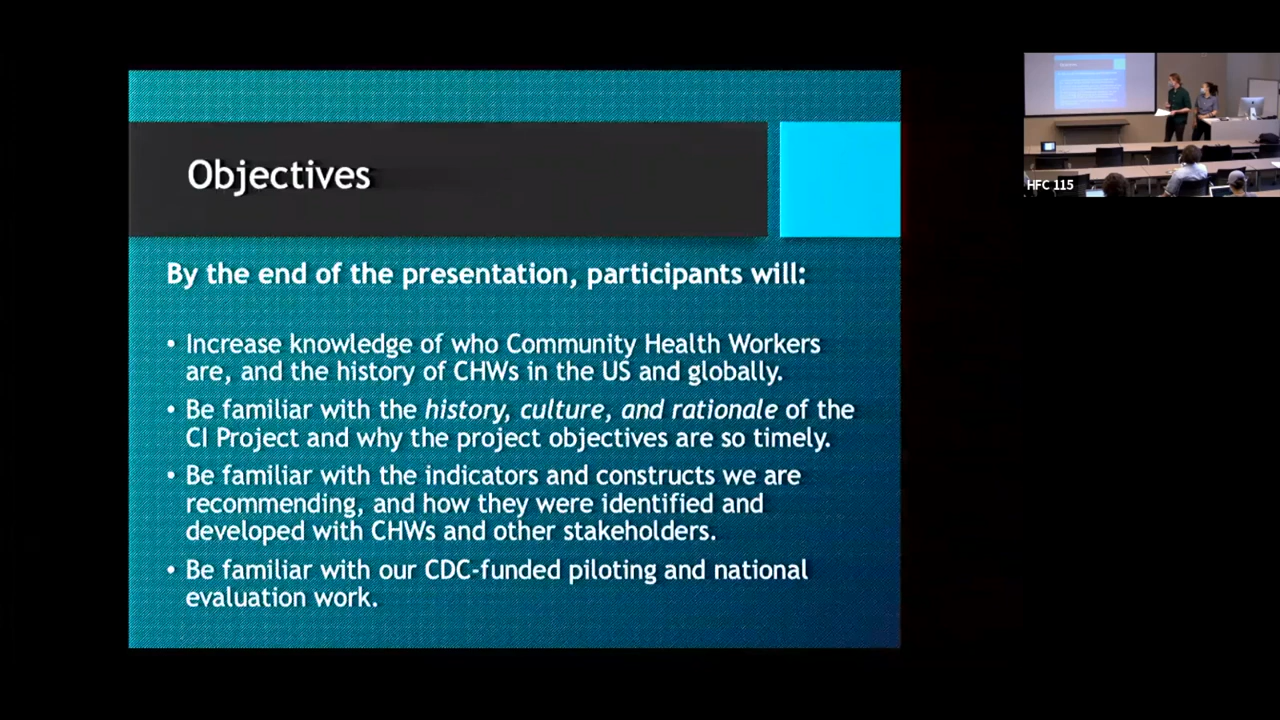 Objectives
By the end of the presentation, participants will:
• Increase knowledge of who Community Health Workers
are, and the history of CHWs in the US and globally.
• Be familiar with the history, culture, and rationale of the
CI Project and why the project objectives are so timely.
• Be familiar with the indicators and constructs we are
recommending, and how they were identified and
developed with CHWs and other stakeholders.
• Be familiar with our CDC-funded piloting and national
evaluation work.
HFC 115